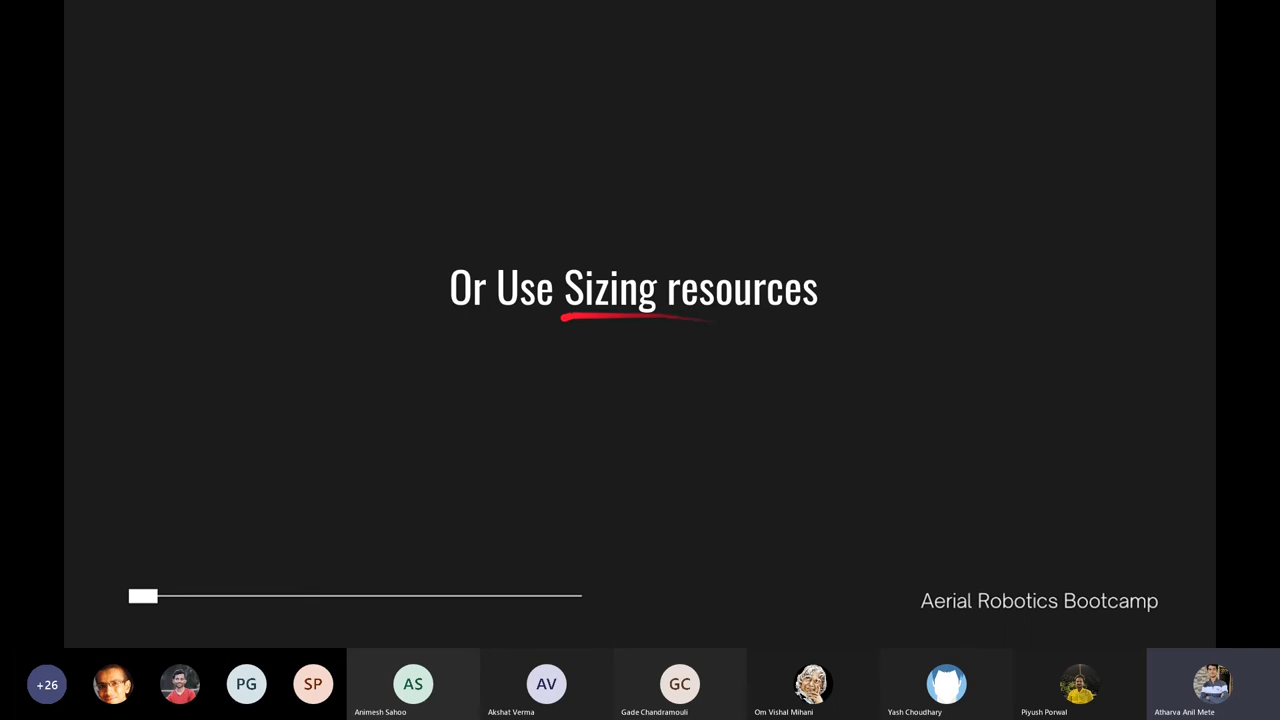 Or Use Sizing resources
Aerial Robotics Bootcamp
+26
PG
SP
AS
AV
GC
Animesh Sahoo
Akshat Verma
Gade Chandramouli
Om Vishal Mihani
Yash Choudhary
Piyush Porwal
Atharva Anil Mete